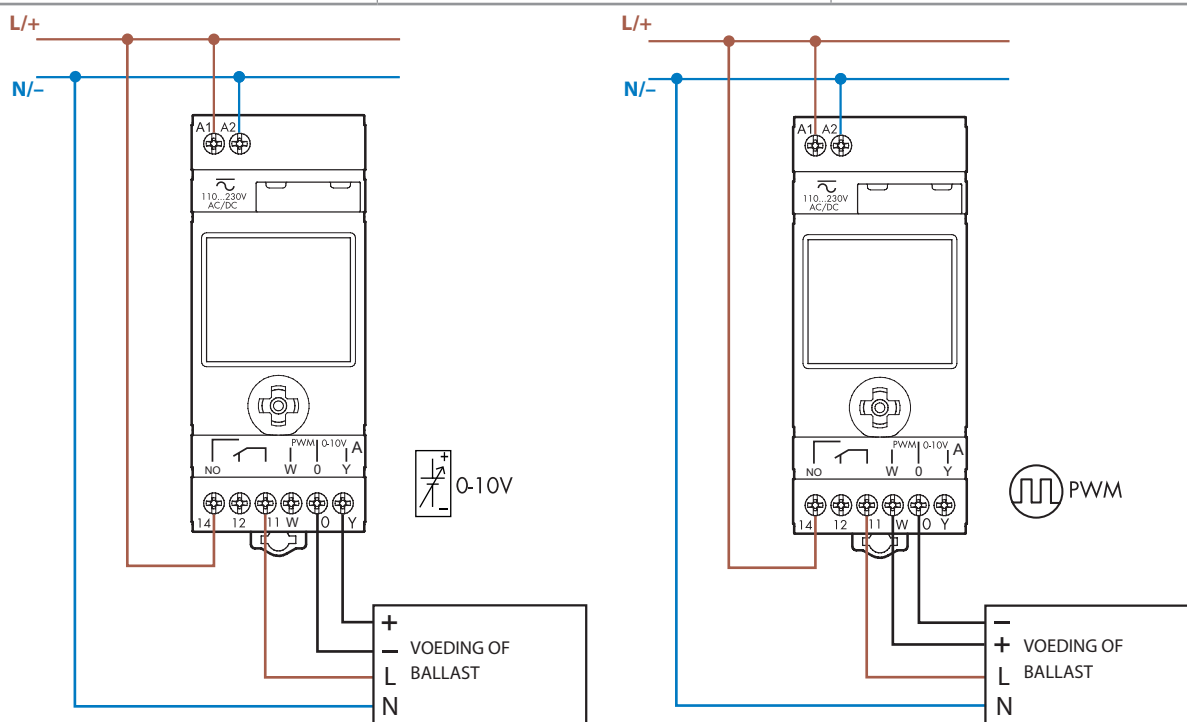 L/+
N/–
A1 A2
110...230V
AC/DC
PWM 0-10V A
NO W 0 Y
14 12 11 W 0 Y
+ - 0-10V
+
– VOEDING OF
L BALLAST
N
L/+
N/–
A1 A2
110...230V
AC/DC
PWM 0-10V A
NO W 0 Y
14 12 11 W 0 Y
PWM
–
+ VOEDING OF
L BALLAST
N